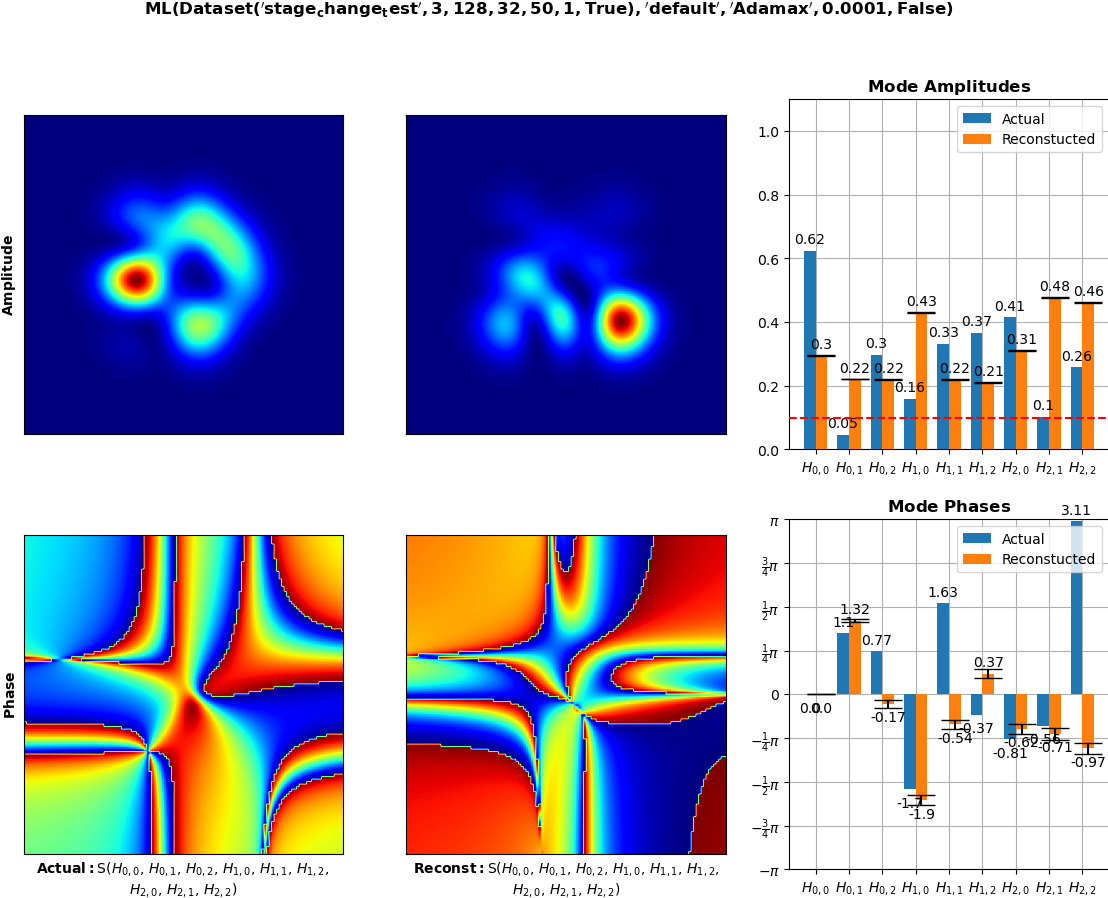 ML(Dataset('stage_change_test', 3, 128, 32, 50, 1, True), 'default', 'Adamax', 0.0001, False)
Amplitude
Mode Amplitudes
Actual
Reconstucted
1.0
0.8
0.6
0.4
0.2
0.0
0.62 0.05 0.3 0.16 0.33 0.37 0.41 0.1 0.26
0.3 0.22 0.22 0.43 0.22 0.21 0.31 0.48 0.46
H0,0 H0,1 H0,2 H1,0 H1,1 H1,2 H2,0 H2,1 H2,2
Phase
Mode Phases
Actual
Reconstucted
π
3/4π
1/2π
1/4π
0
−1/4π
−1/2π
−3/4π
−π
0.0 1.1 0.77 -1.7 1.63 -0.37 -0.81 -0.56 3.11
0.0 1.32 -0.17 -1.9 -0.54 0.37 -0.62 -0.71 -0.97
H0,0 H0,1 H0,2 H1,0 H1,1 H1,2 H2,0 H2,1 H2,2
Actual: S(H0,0, H0,1, H0,2, H1,0, H1,1, H1,2,
H2,0, H2,1, H2,2)
Reconst: S(H0,0, H0,1, H0,2, H1,0, H1,1, H1,2,
H2,0, H2,1, H2,2)